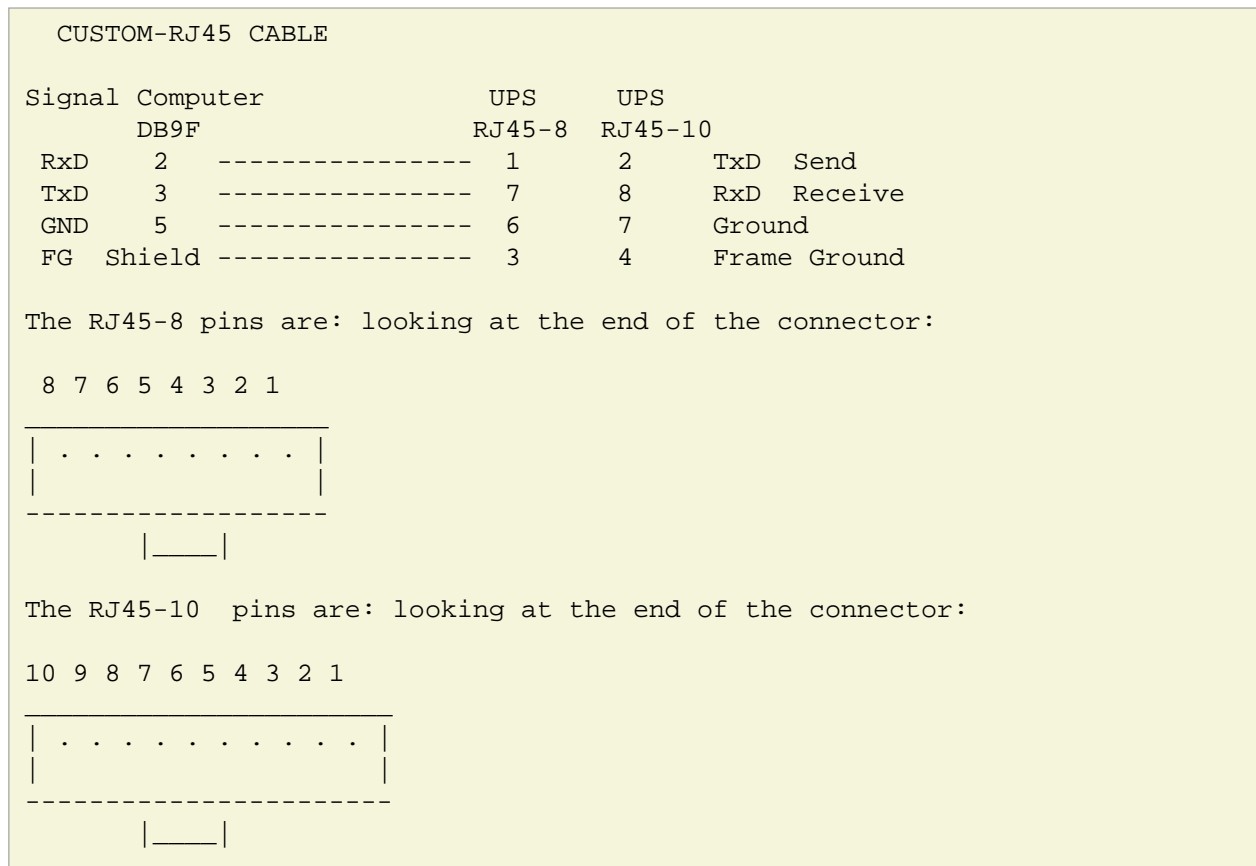 CUSTOM-RJ45 CABLE

Signal Computer              UPS     UPS
       DB9F                 RJ45-8  RJ45-10
 RxD    2   ----------------  1      2     TxD  Send
 TxD    3   ----------------  7      8     RxD  Receive
 GND    5   ----------------  6      7     Ground
 FG  Shield ----------------  3      4     Frame Ground

The RJ45-8 pins are: looking at the end of the connector:

 8 7 6 5 4 3 2 1
___________________
| . . . . . . . . |
|                 |
-------------------
       |____|

The RJ45-10  pins are: looking at the end of the connector:

10 9 8 7 6 5 4 3 2 1
_______________________
| . . . . . . . . . . |
|                     |
-----------------------
       |____|